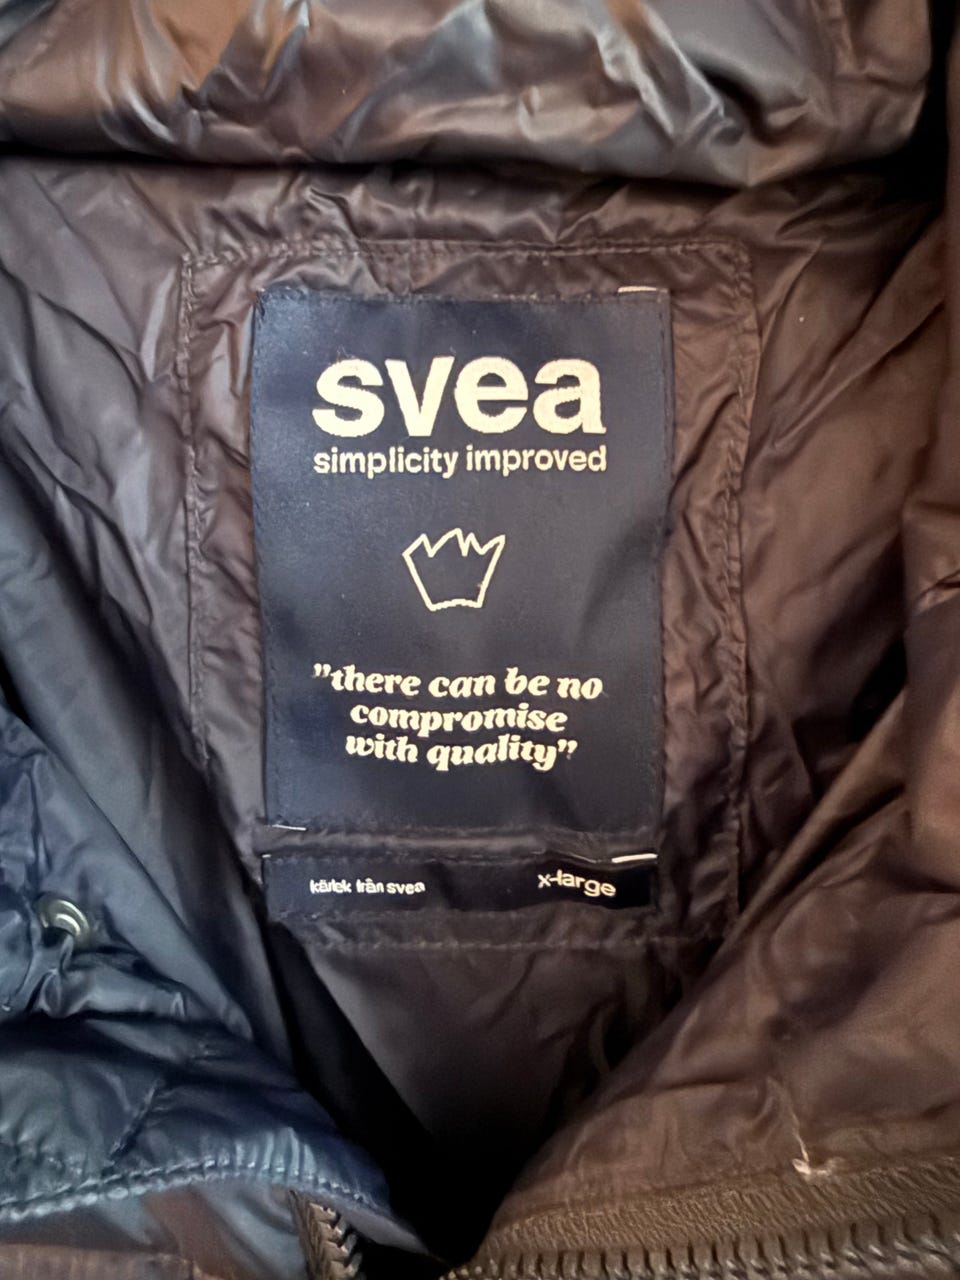 svea
simplicity improved
”there can be no
compromise
with quality”
kärlek från svea
x-large